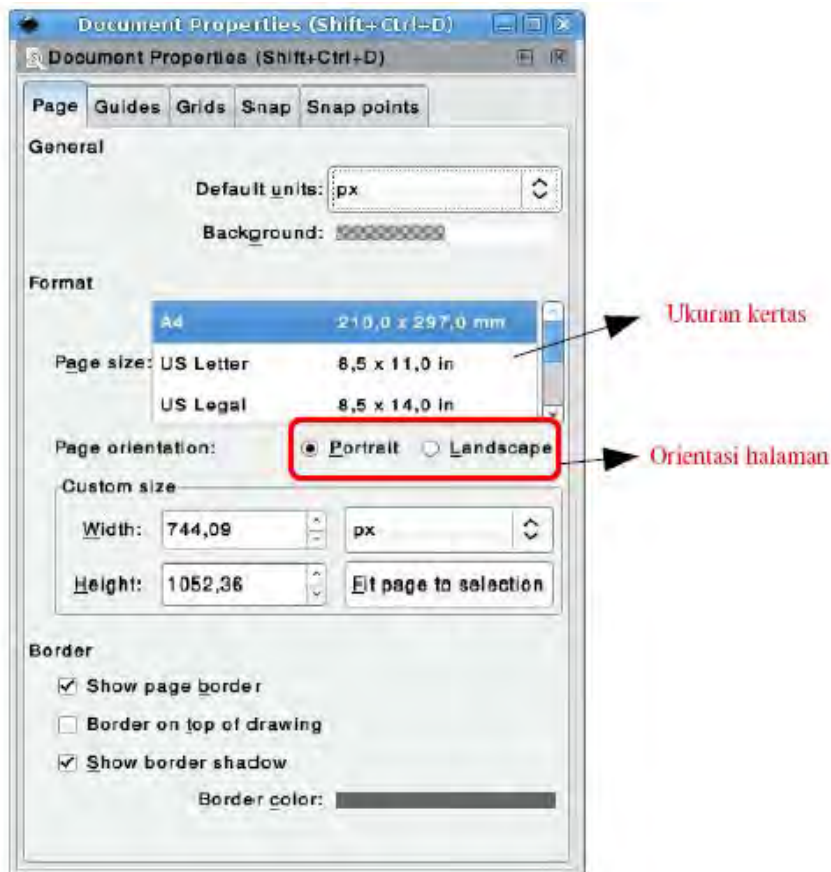 Document Properties (Shift+Ctrl+D)
Document Properties (Shift+Ctrl+D)
Page Guides Grids Snap Snap points
General
Default units: px
Background:
Format
A4 210,0 x 297,0 mm
Page size: US Letter 8,5 x 11,0 in
US Legal 8,5 x 14,0 in
Ukuran kertas
Page orientation: Portrait Landscape
Orientasi halaman
Custom size
Width: 744,09 px
Height: 1052,36 Fit page to selection
Border
Show page border
Border on top of drawing
Show border shadow
Border color: